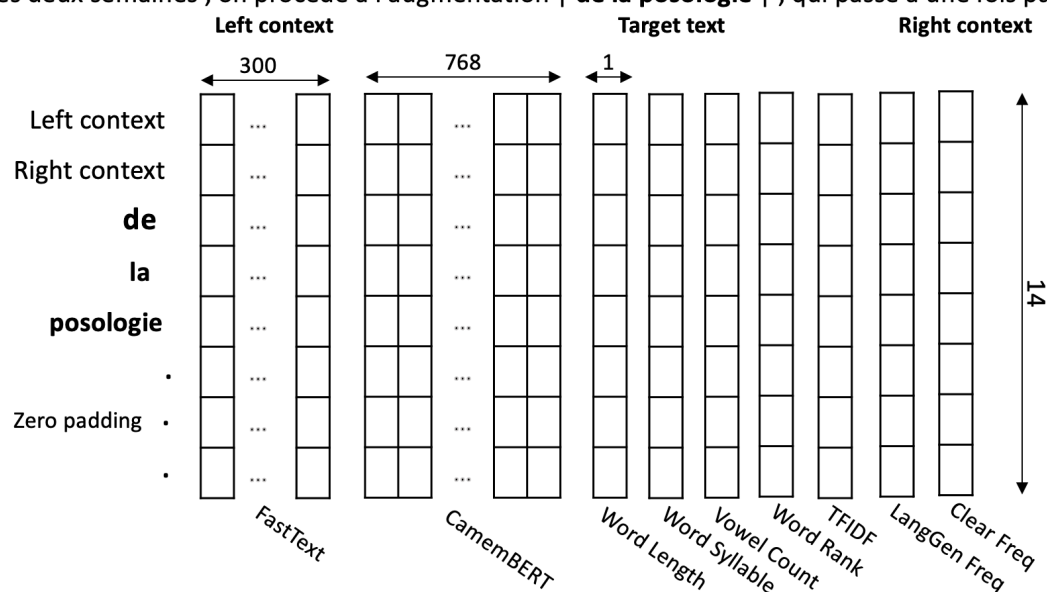 es deux semaines , on procède à l'augmentation | de la posologie | , qui passe à une fois pa
Left context Target text Right context
300 768 1
Left context ... ...
Right context ... ...
de ... ...
la ... ...
posologie ... ...
. ... ...
Zero padding . ... ...
. ... ...
14
FastText
CamemBERT
Word Length
Word Syllable
Vowel Count
Word Rank
TFIDF
LangGen Freq
Clear Freq